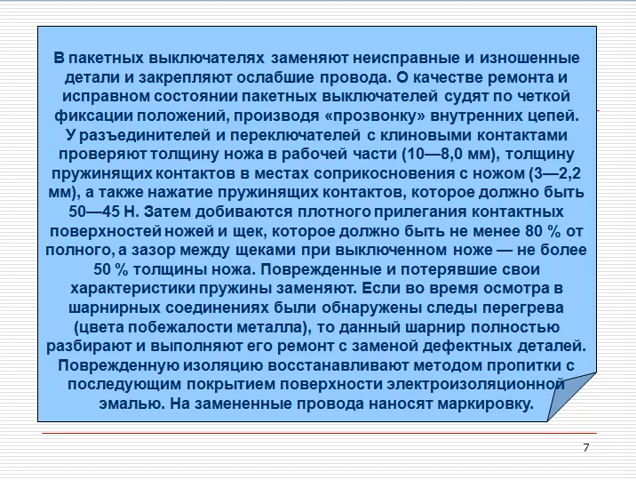 В пакетных выключателях заменяют неисправные и изношенные
детали и закрепляют ослабшие провода. О качестве ремонта и
исправном состоянии пакетных выключателей судят по четкой
фиксации положений, производя «прозвонку» внутренних цепей.
У разъединителей и переключателей с клиновыми контактами
проверяют толщину ножа в рабочей части (10—8,0 мм), толщину
пружинящих контактов в местах соприкосновения с ножом (3—2,2
мм), а также нажатие пружинящих контактов, которое должно быть
50—45 Н. Затем добиваются плотного прилегания контактных
поверхностей ножей и щек, которое должно быть не менее 80 % от
полного, а зазор между щеками при выключенном ноже — не более
50 % толщины ножа. Поврежденные и потерявшие свои
характеристики пружины заменяют. Если во время осмотра в
шарнирных соединениях были обнаружены следы перегрева
(цвета побежалости металла), то данный шарнир полностью
разбирают и выполняют его ремонт с заменой дефектных деталей.
Поврежденную изоляцию восстанавливают методом пропитки с
последующим покрытием поверхности электроизоляционной
эмалью. На замененные провода наносят маркировку.
7